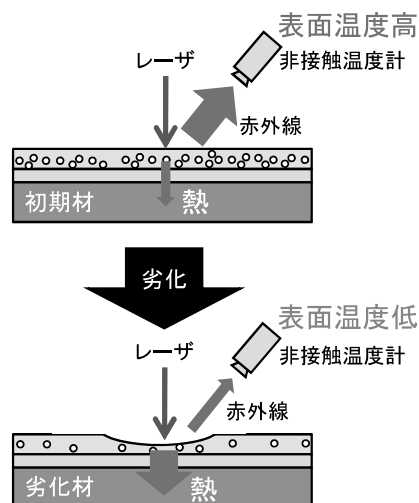 表面温度高
レーザ
非接触温度計
赤外線
初期材
熱
劣化
表面温度低
レーザ
非接触温度計
赤外線
劣化材
熱